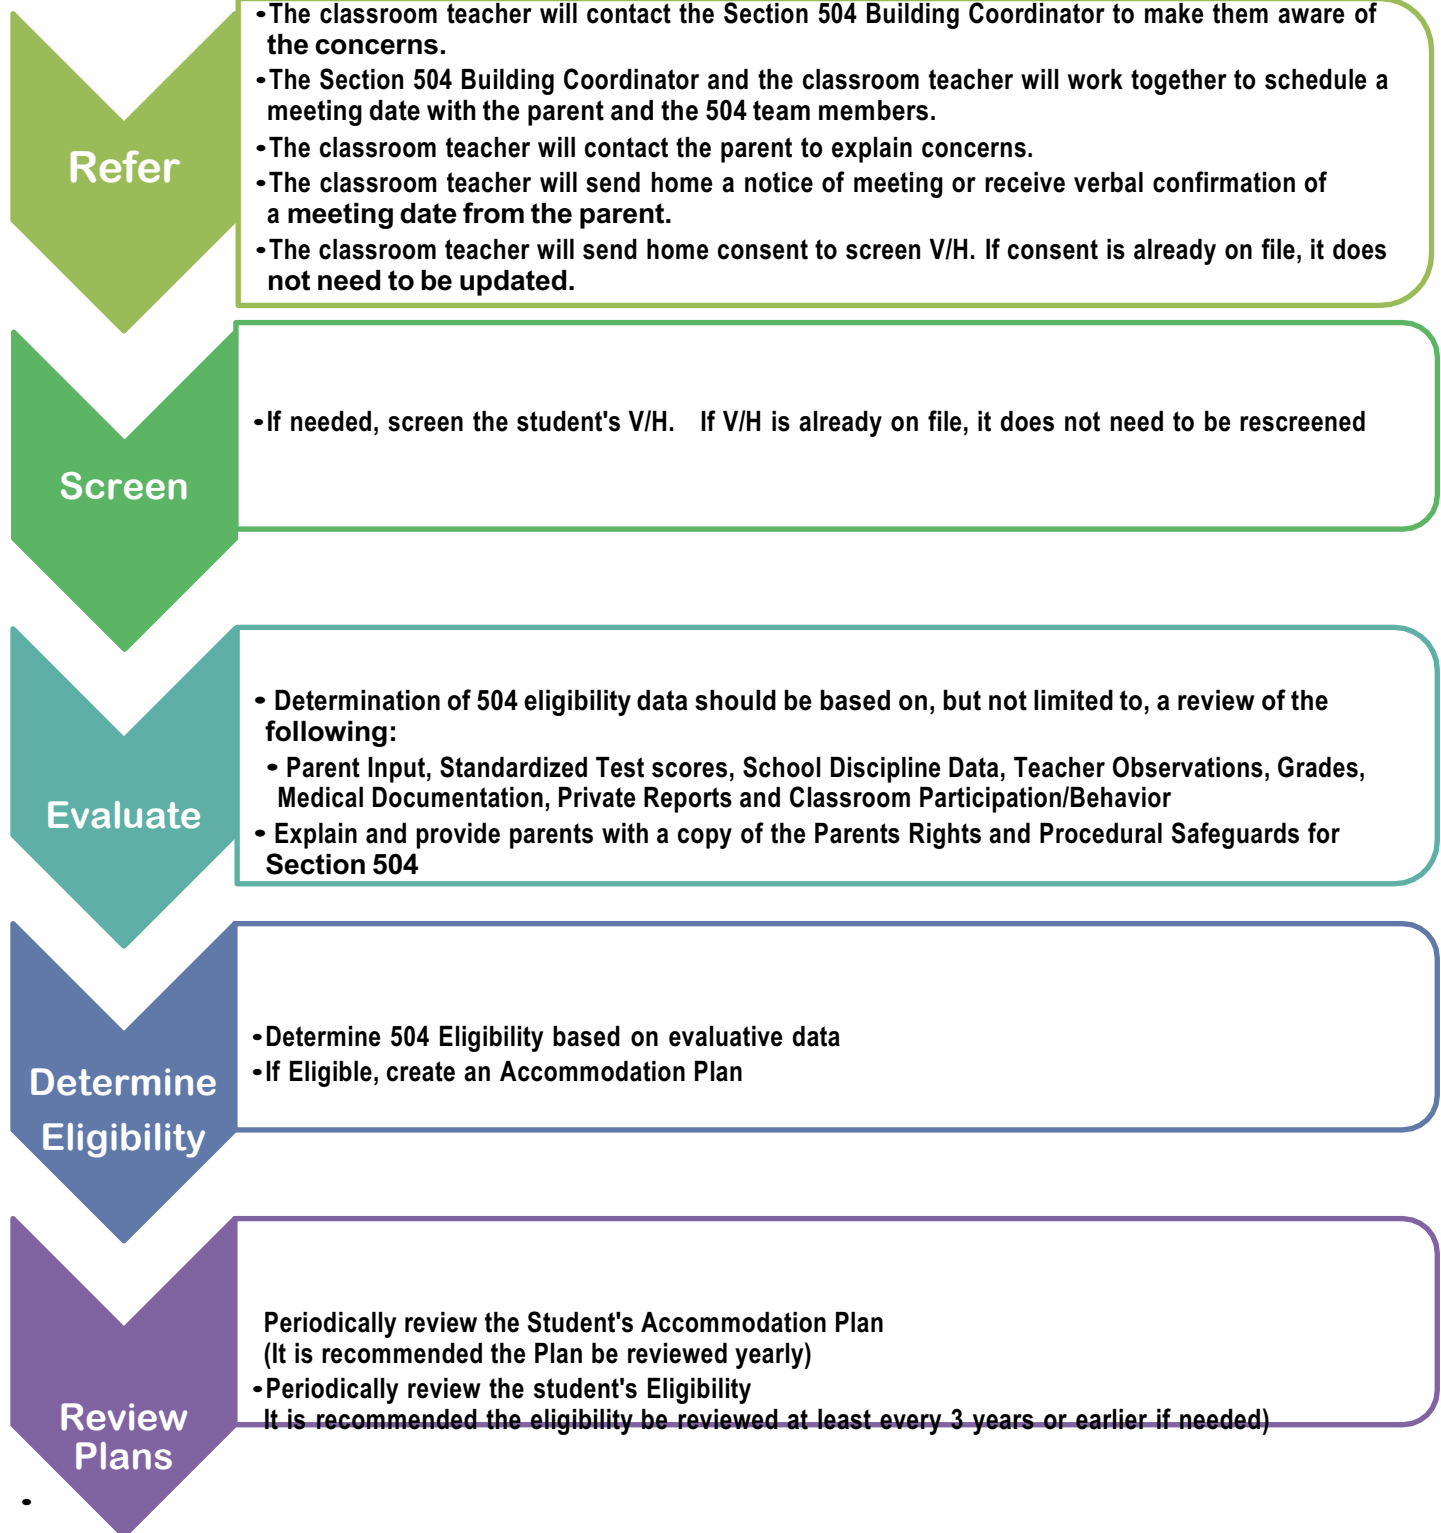 Refer
•The classroom teacher will contact the Section 504 Building Coordinator to make them aware of
the concerns.
•The Section 504 Building Coordinator and the classroom teacher will work together to schedule a
meeting date with the parent and the 504 team members.
•The classroom teacher will contact the parent to explain concerns.
•The classroom teacher will send home a notice of meeting or receive verbal confirmation of
a meeting date from the parent.
•The classroom teacher will send home consent to screen V/H. If consent is already on file, it does
not need to be updated.
Screen
•If needed, screen the student's V/H. If V/H is already on file, it does not need to be rescreened
Evaluate
• Determination of 504 eligibility data should be based on, but not limited to, a review of the
following:
• Parent Input, Standardized Test scores, School Discipline Data, Teacher Observations, Grades,
Medical Documentation, Private Reports and Classroom Participation/Behavior
• Explain and provide parents with a copy of the Parents Rights and Procedural Safeguards for
Section 504
Determine
Eligibility
•Determine 504 Eligibility based on evaluative data
•If Eligible, create an Accommodation Plan
Review
Plans
Periodically review the Student's Accommodation Plan
(It is recommended the Plan be reviewed yearly)
•Periodically review the student's Eligibility
It is recommended the eligibility be reviewed at least every 3 years or earlier if needed)
•